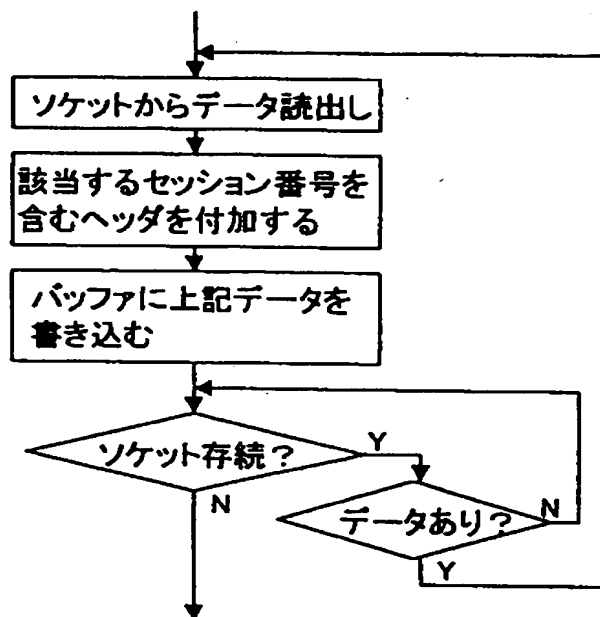 ソケットからデータ読出し
該当するセッション番号を
含むヘッダを付加する
バッファに上記データを
書き込む
ソケット存続?
Y
N
データあり?
N
Y